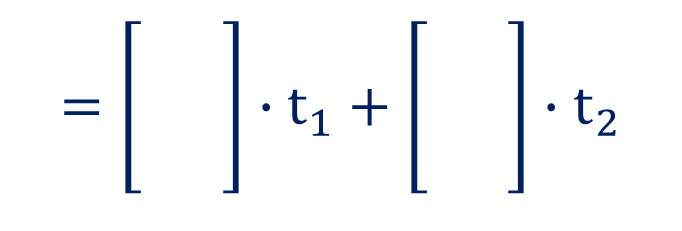 = [ ] · t₁ + [ ] · t₂